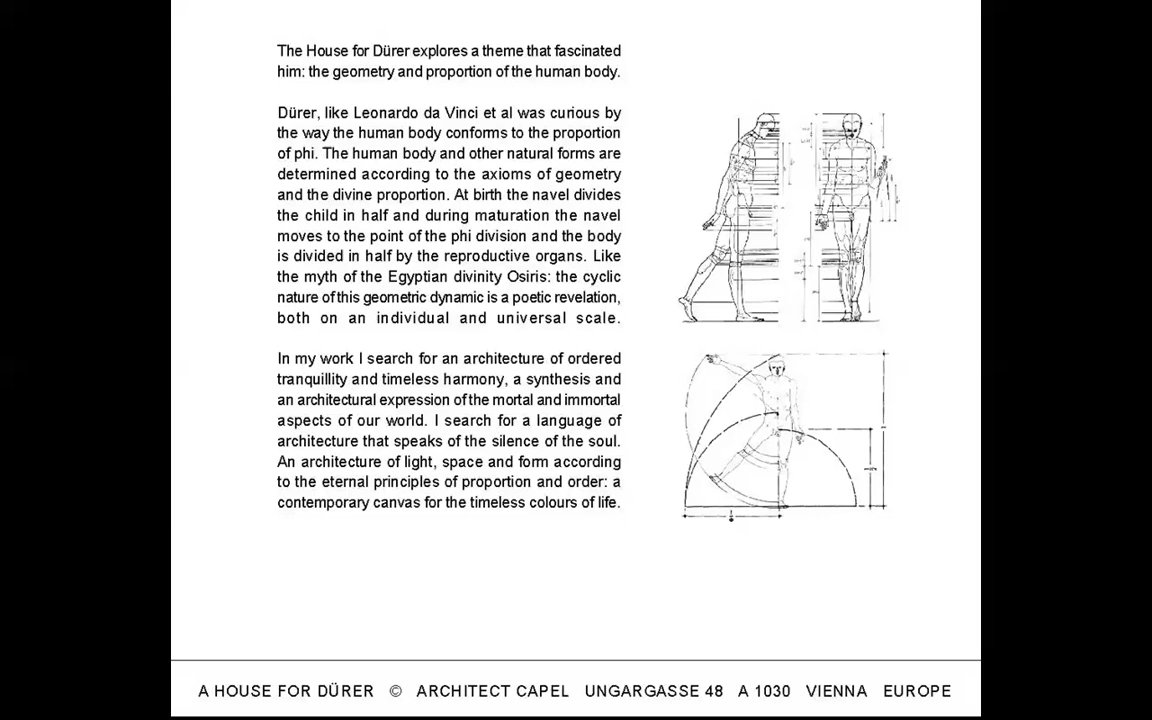 The House for Dürer explores a theme that fascinated
him: the geometry and proportion of the human body.
Dürer, like Leonardo da Vinci et al was curious by
the way the human body conforms to the proportion
of phi. The human body and other natural forms are
determined according to the axioms of geometry
and the divine proportion. At birth the navel divides
the child in half and during maturation the navel
moves to the point of the phi division and the body
is divided in half by the reproductive organs. Like
the myth of the Egyptian divinity Osiris: the cyclic
nature of this geometric dynamic is a poetic revelation,
both on an individual and universal scale.
In my work I search for an architecture of ordered
tranquillity and timeless harmony, a synthesis and
an architectural expression of the mortal and immortal
aspects of our world. I search for a language of
architecture that speaks of the silence of the soul.
An architecture of light, space and form according
to the eternal principles of proportion and order: a
contemporary canvas for the timeless colours of life.
A HOUSE FOR DÜRER © ARCHITECT CAPEL UNGARGASSE 48 A 1030 VIENNA EUROPE